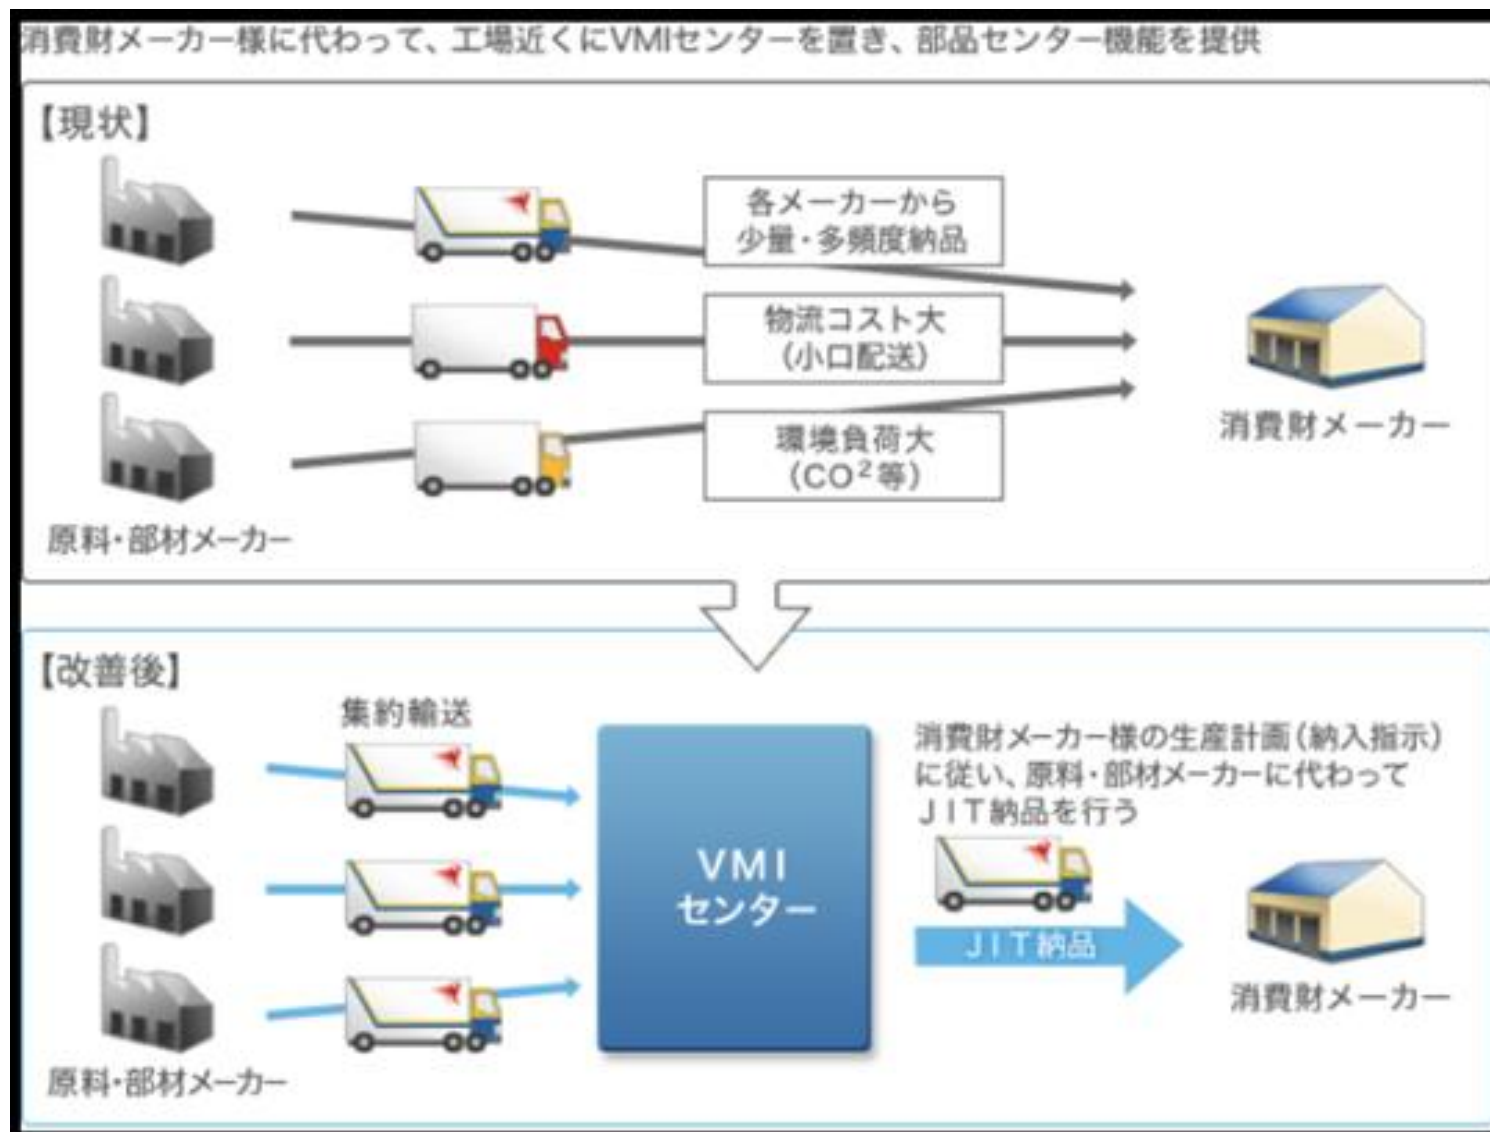 消費財メーカー様に代わって、工場近くにVMIセンターを置き、部品センター機能を提供
【現状】
各メーカーから
少量・多頻度納品
物流コスト大
（小口配送）
環境負荷大
（CO²等）
消費財メーカー
原料・部材メーカー
【改善後】
集約輸送
VMI
センター
消費財メーカー様の生産計画（納入指示）
に従い、原料・部材メーカーに代わって
JIT納品を行う
JIT納品
消費財メーカー
原料・部材メーカー